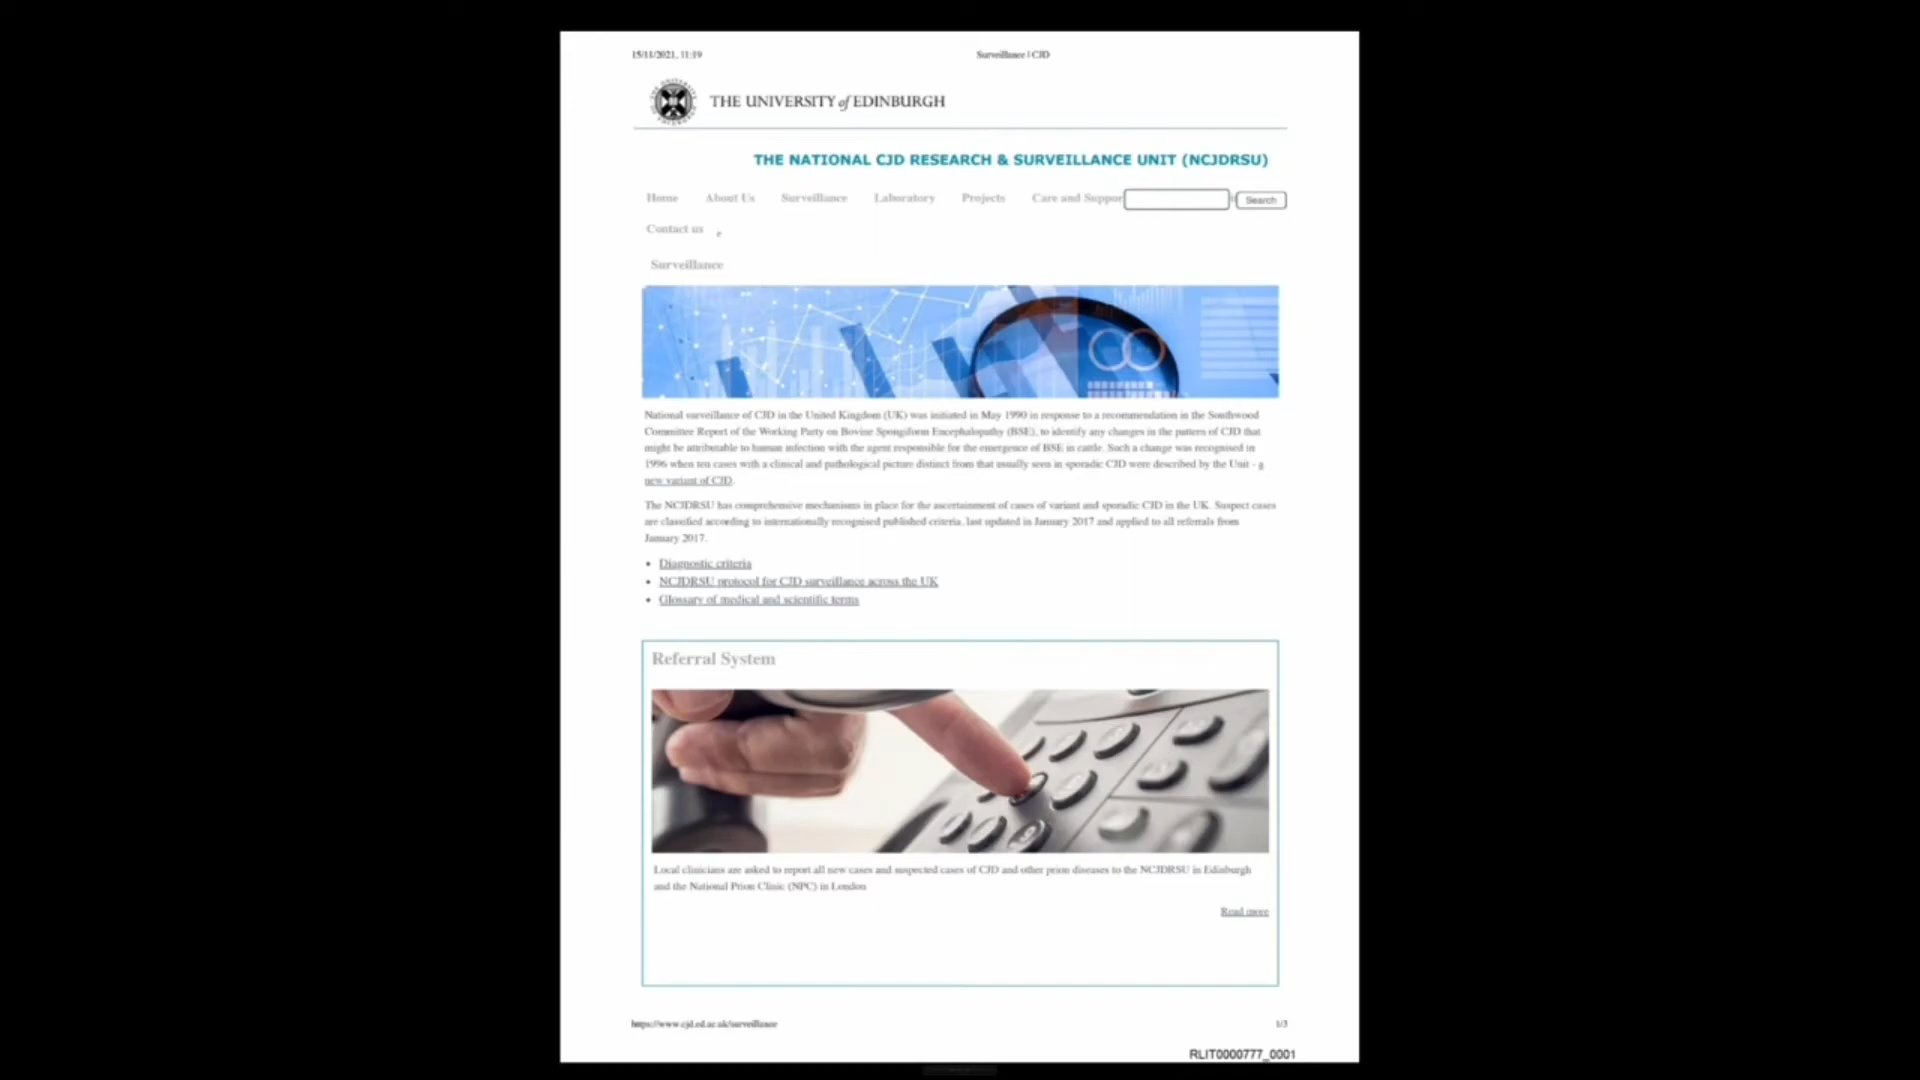 15/11/2021, 11:19 Surveillance | CJD
THE UNIVERSITY of EDINBURGH
THE NATIONAL CJD RESEARCH & SURVEILLANCE UNIT (NCJDRSU)
Home About Us Surveillance Laboratory Projects Care and Suppor Search
Contact us
Surveillance
National surveillance of CJD in the United Kingdom (UK) was initiated in May 1990 in response to a recommendation in the Southwood
Committee Report of the Working Party on Bovine Spongiform Encephalopathy (BSE), to identify any changes in the pattern of CJD that
might be attributable to human infection with the agent responsible for the emergence of BSE in cattle. Such a change was recognised in
1996 when ten cases with a clinical and pathological picture distinct from that usually seen in sporadic CJD were described by the Unit - a
new variant of CJD.
The NCJDRSU has comprehensive mechanisms in place for the ascertainment of cases of variant and sporadic CJD in the UK. Suspect cases
are classified according to internationally recognised published criteria, last updated in January 2017 and applied to all referrals from
January 2017.
• Diagnostic criteria
• NCJDRSU protocol for CJD surveillance across the UK
• Glossary of medical and scientific terms
Referral System
Local clinicians are asked to report all new cases and suspected cases of CJD and other prion diseases to the NCJDRSU in Edinburgh
and the National Prion Clinic (NPC) in London
Read more
https://www.cjd.ed.ac.uk/surveillance 1/3
RLIT0000777_0001